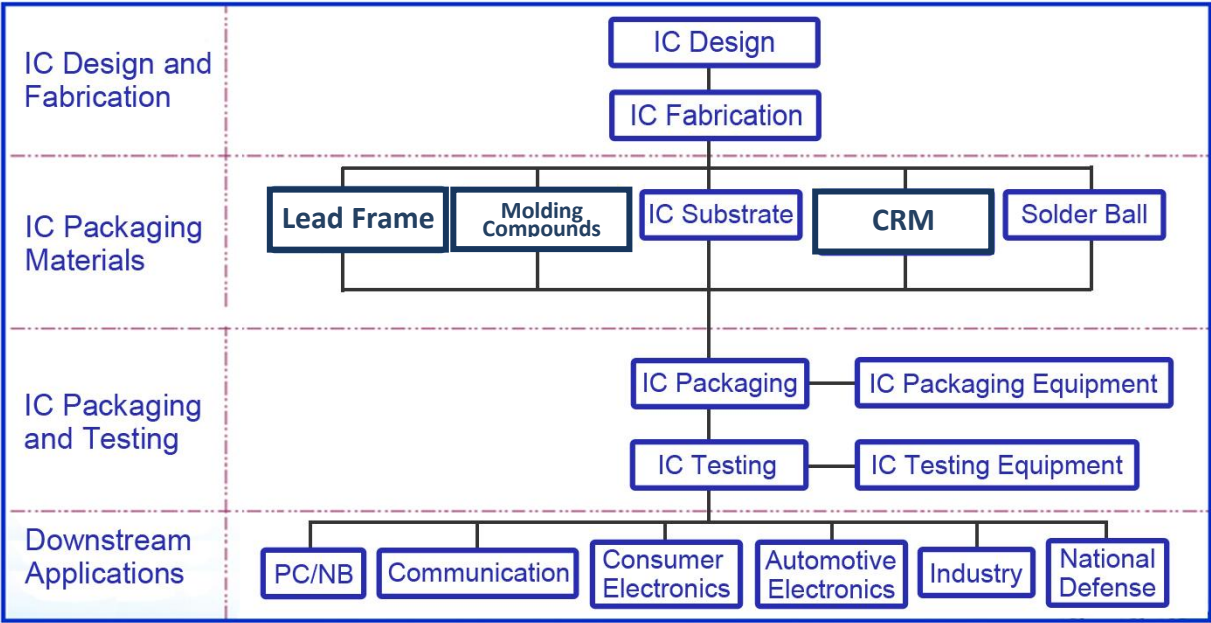 IC Design and
Fabrication
IC Design
IC Fabrication
IC Packaging
Materials
Lead Frame
Molding
Compounds
IC Substrate
CRM
Solder Ball
IC Packaging
and Testing
IC Packaging
IC Packaging Equipment
IC Testing
IC Testing Equipment
Downstream
Applications
PC/NB
Communication
Consumer
Electronics
Automotive
Electronics
Industry
National
Defense